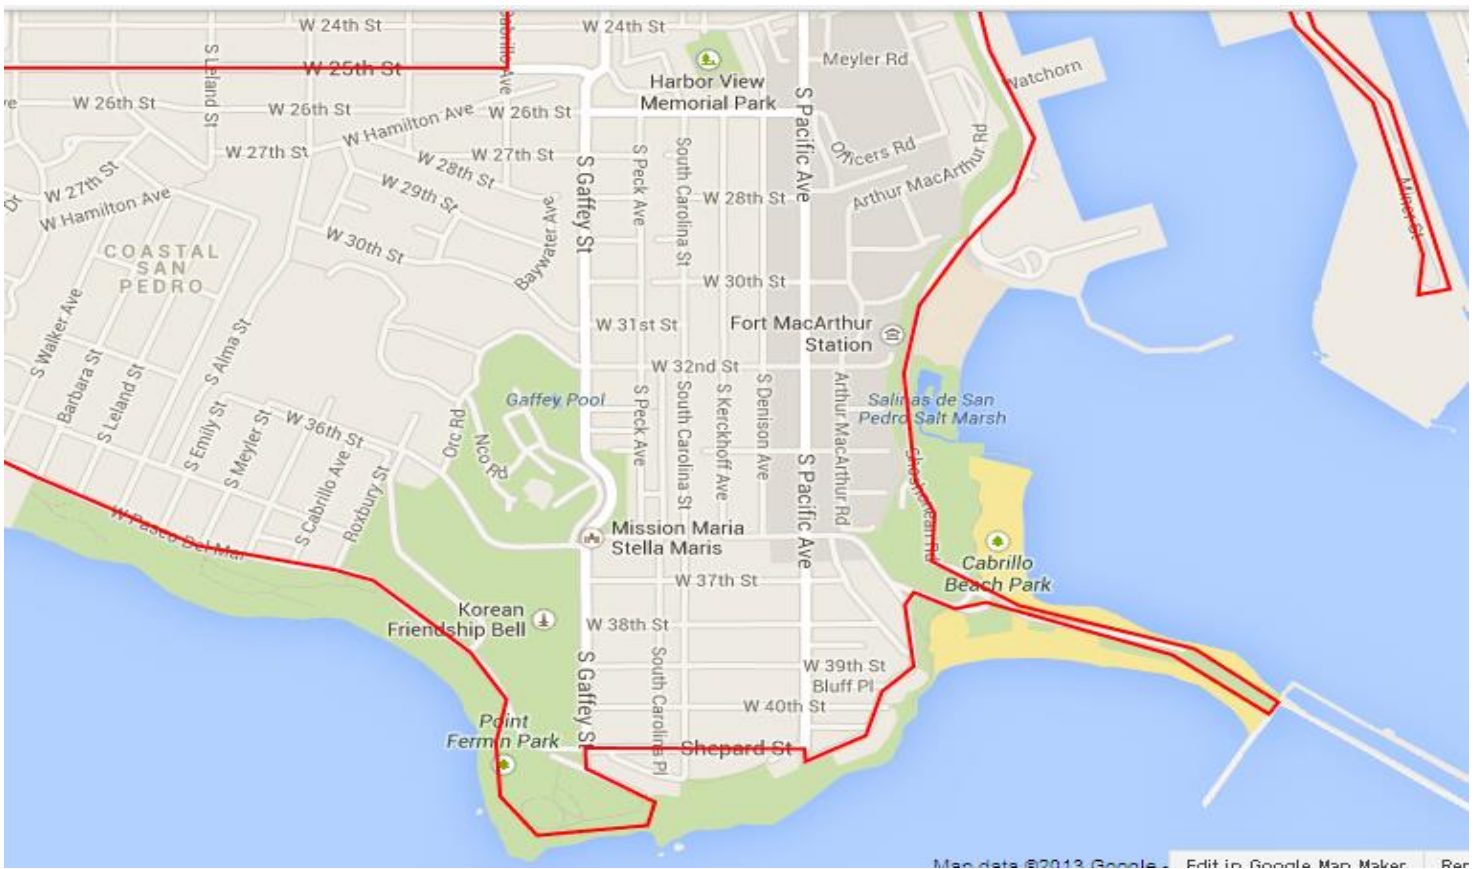 W 24th St
W 24th St
Cabrillo Ave
Meyler Rd
S Leland St
W 25th St
Harbor View
Memorial Park
Watchorn
W 26th St
W 26th St
W Hamilton Ave
W 26th St
S Pacific Ave
Officers Rd
W 27th St
W 28th St
W 27th St
S Peck Ave
South Carolina St
W 27th St
W 29th St
W 28th St
Arthur MacArthur Rd
Miner St
Dr
W Hamilton Ave
S Gaffey St
W 30th St
Baywater Ave
COASTAL
SAN
PEDRO
W 30th St
S Walker Ave
W 31st St
Fort MacArthur
Station
S Alma St
W 32nd St
Barbara St
S Leland St
Gaffey Pool
S Peck Ave
South Carolina St
S Kerckhoff Ave
S Denison Ave
Arthur MacArthur Rd
Salinas de San
Pedro Salt Marsh
S Emily St
S Meyler St
W 36th St
Orc Rd
Nco Rd
S Cabrillo Ave
Roxbury St
S Pacific Ave
Shoshonean Rd
W Paseo Del Mar
Mission Maria
Stella Maris
Cabrillo
Beach Park
W 37th St
Korean
Friendship Bell
W 38th St
S Gaffey St
South Carolina Pl
W 39th St
Bluff Pl
W 40th St
Point
Fermin Park
Shepard St
Map data ©2013 Google -
Edit in Google Map Maker
Rep